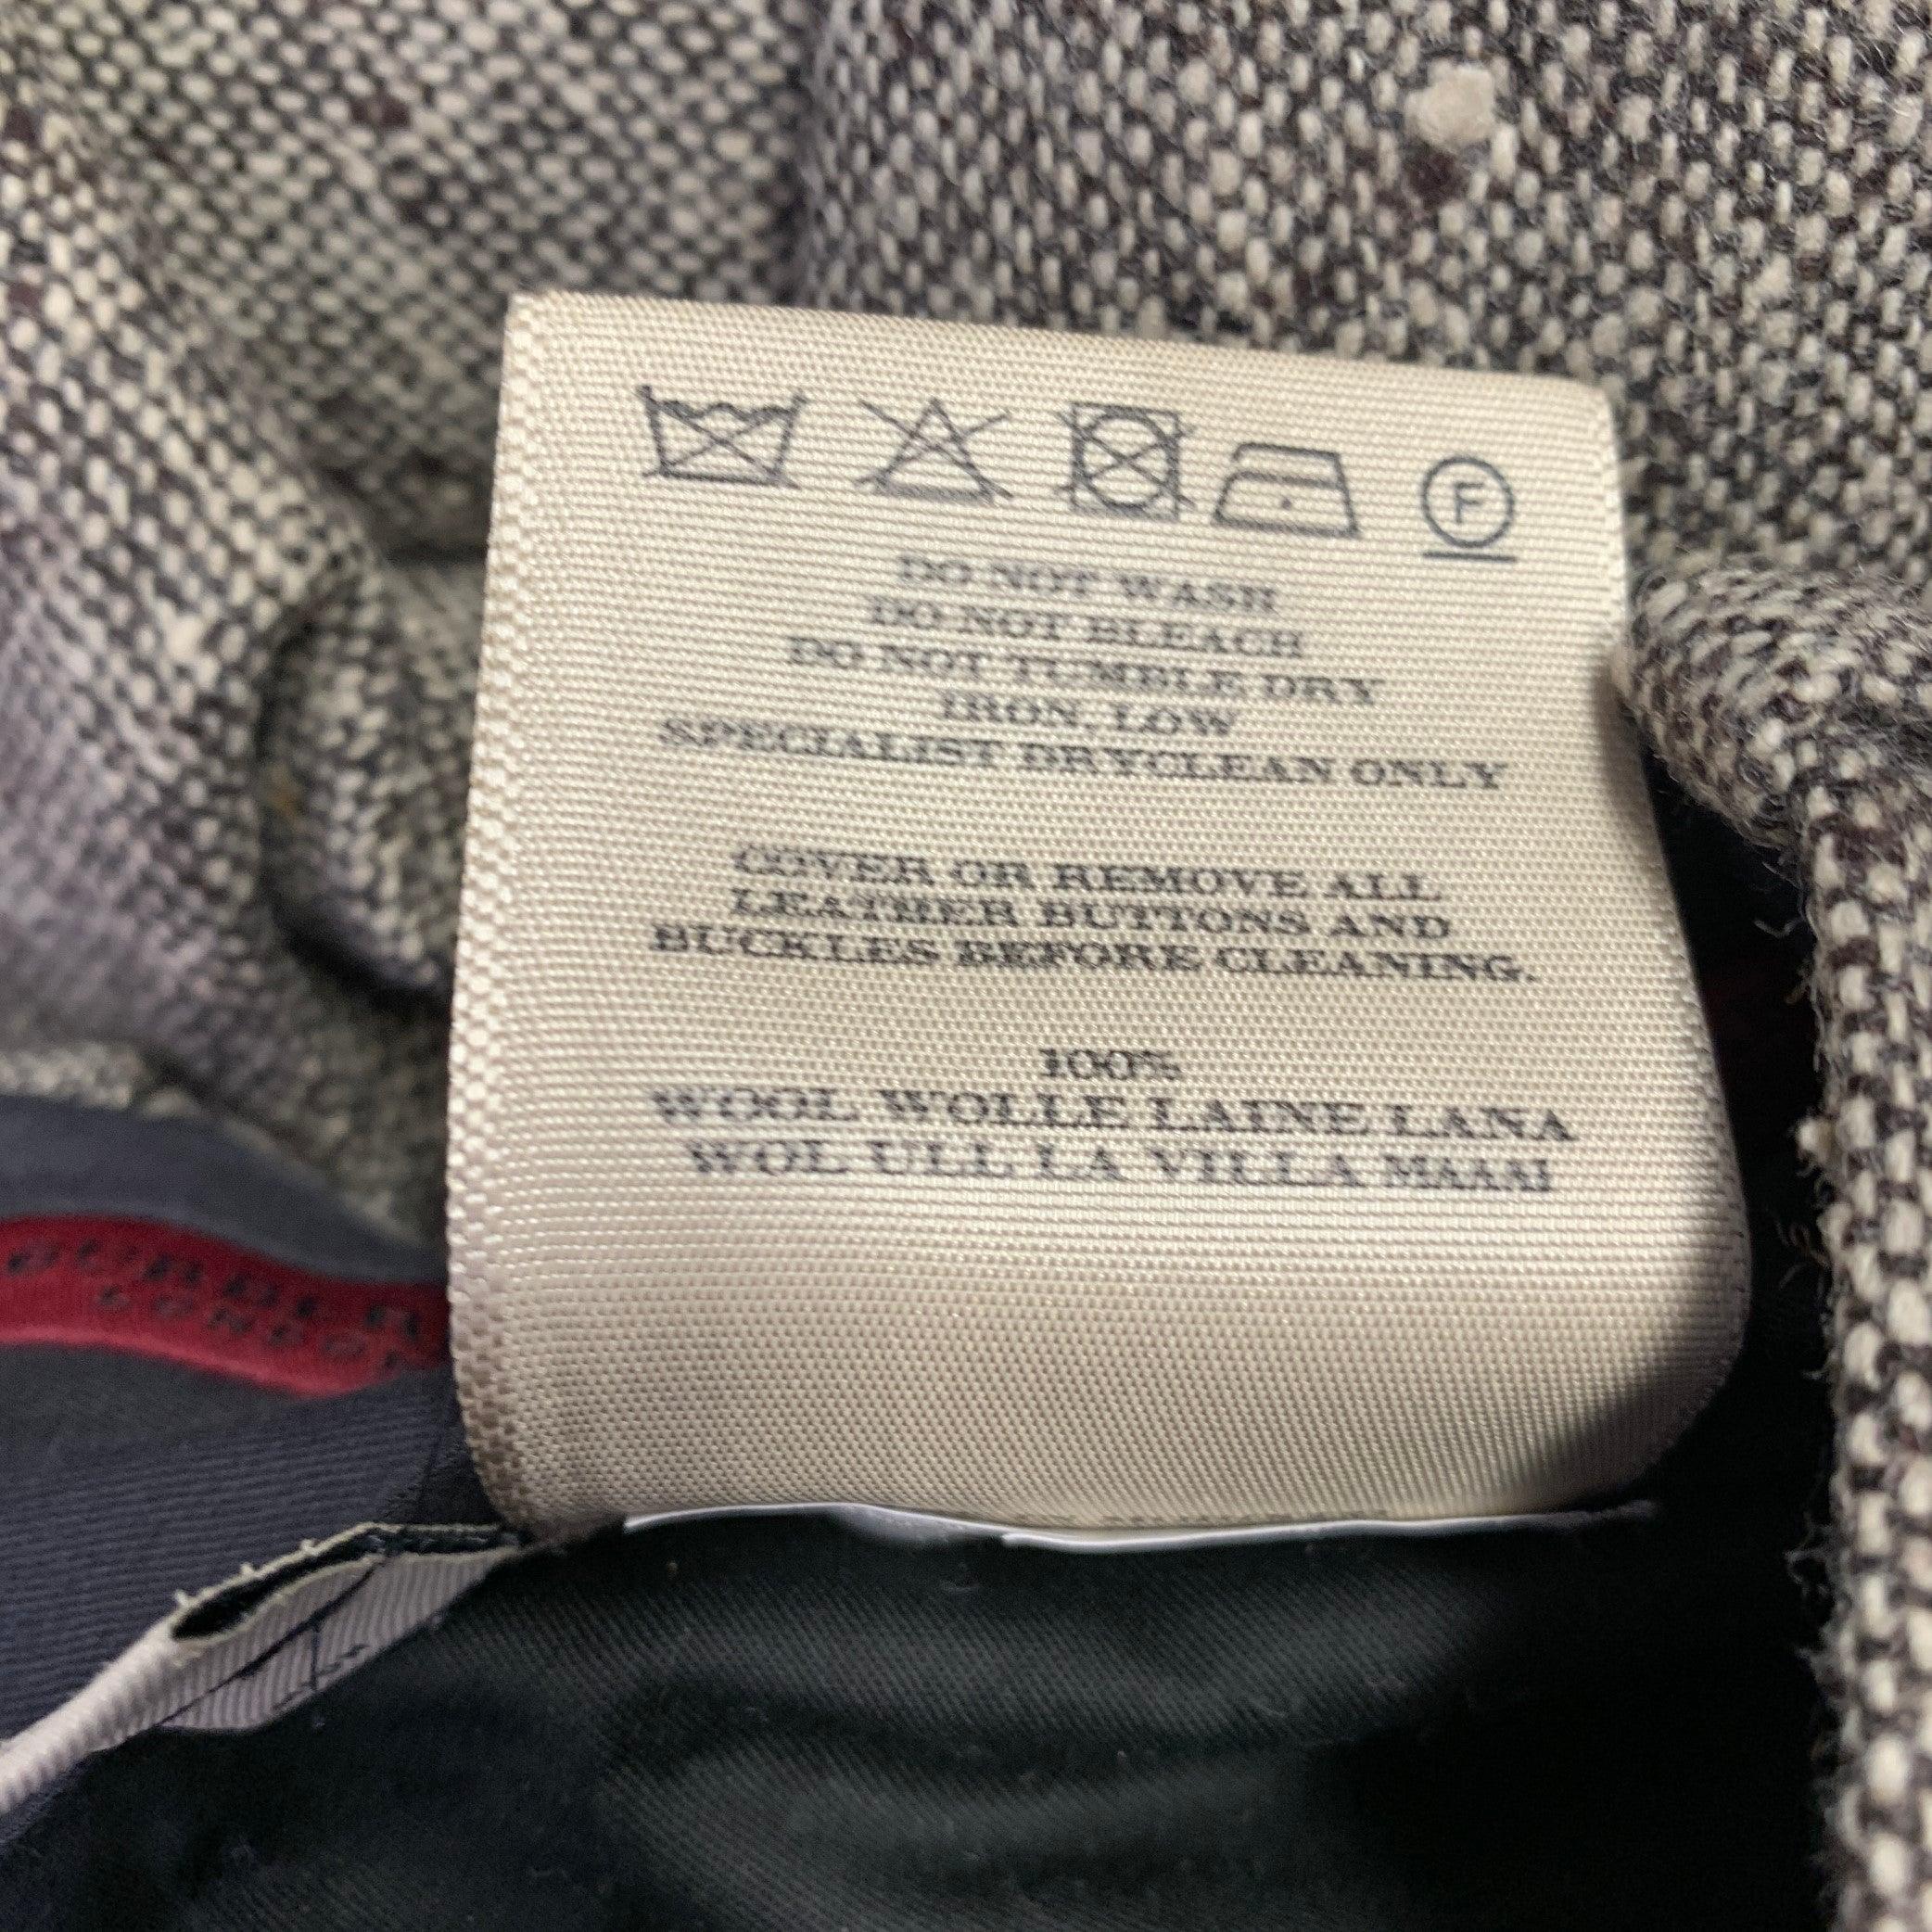 F
DO NOT WASH
DO NOT BLEACH
DO NOT TUMBLE DRY
IRON, LOW
SPECIALIST DRYCLEAN ONLY
COVER OR REMOVE ALL
LEATHER BUTTONS AND
BUCKLES BEFORE CLEANING.
100%
WOOL WOLLE LAINE LANA
WOL ULL LA VILLA MAAAI